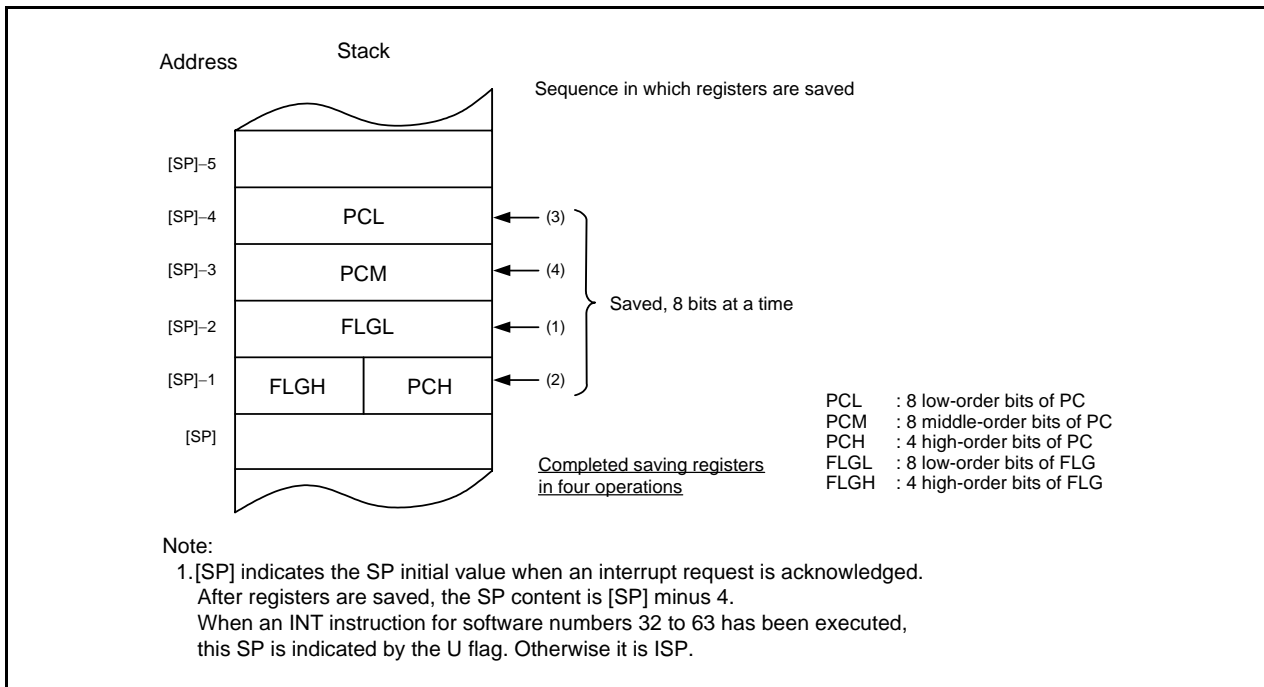 Address
Stack
Sequence in which registers are saved
[SP]−5
[SP]−4
PCL
(3)
[SP]−3
PCM
(4)
Saved, 8 bits at a time
[SP]−2
FLGL
(1)
[SP]−1
FLGH
PCH
(2)
[SP]
Completed saving registers
in four operations
PCL : 8 low-order bits of PC
PCM : 8 middle-order bits of PC
PCH : 4 high-order bits of PC
FLGL : 8 low-order bits of FLG
FLGH : 4 high-order bits of FLG
Note:
1.[SP] indicates the SP initial value when an interrupt request is acknowledged.
After registers are saved, the SP content is [SP] minus 4.
When an INT instruction for software numbers 32 to 63 has been executed,
this SP is indicated by the U flag. Otherwise it is ISP.